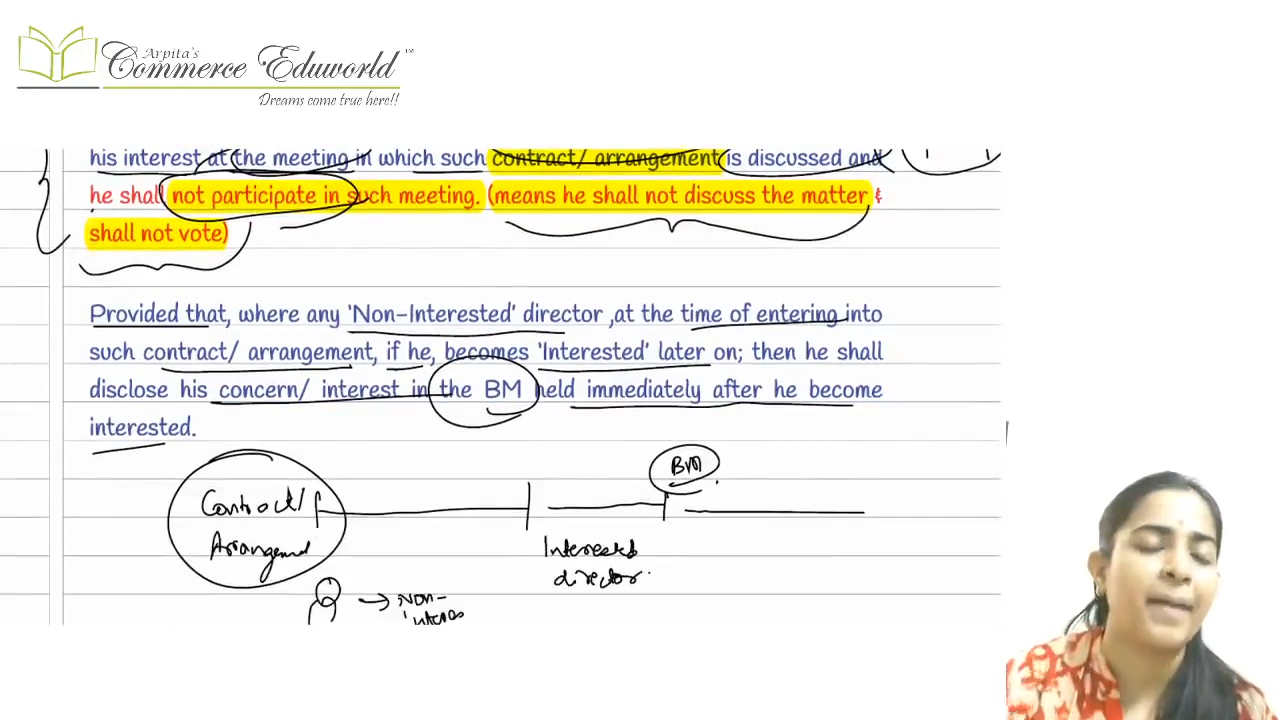 Arpita's
Commerce Eduworld™
Dreams come true here!!
his interest at the meeting in which such contract/ arrangement is discussed and
he shall not participate in such meeting. (means he shall not discuss the matter &
shall not vote)
Provided that, where any 'Non-Interested' director ,at the time of entering into
such contract/ arrangement, if he, becomes 'Interested' later on; then he shall
disclose his concern/ interest in the BM held immediately after he become
interested.
BM
Contract/
Arrangement
Interested
director.
Non-